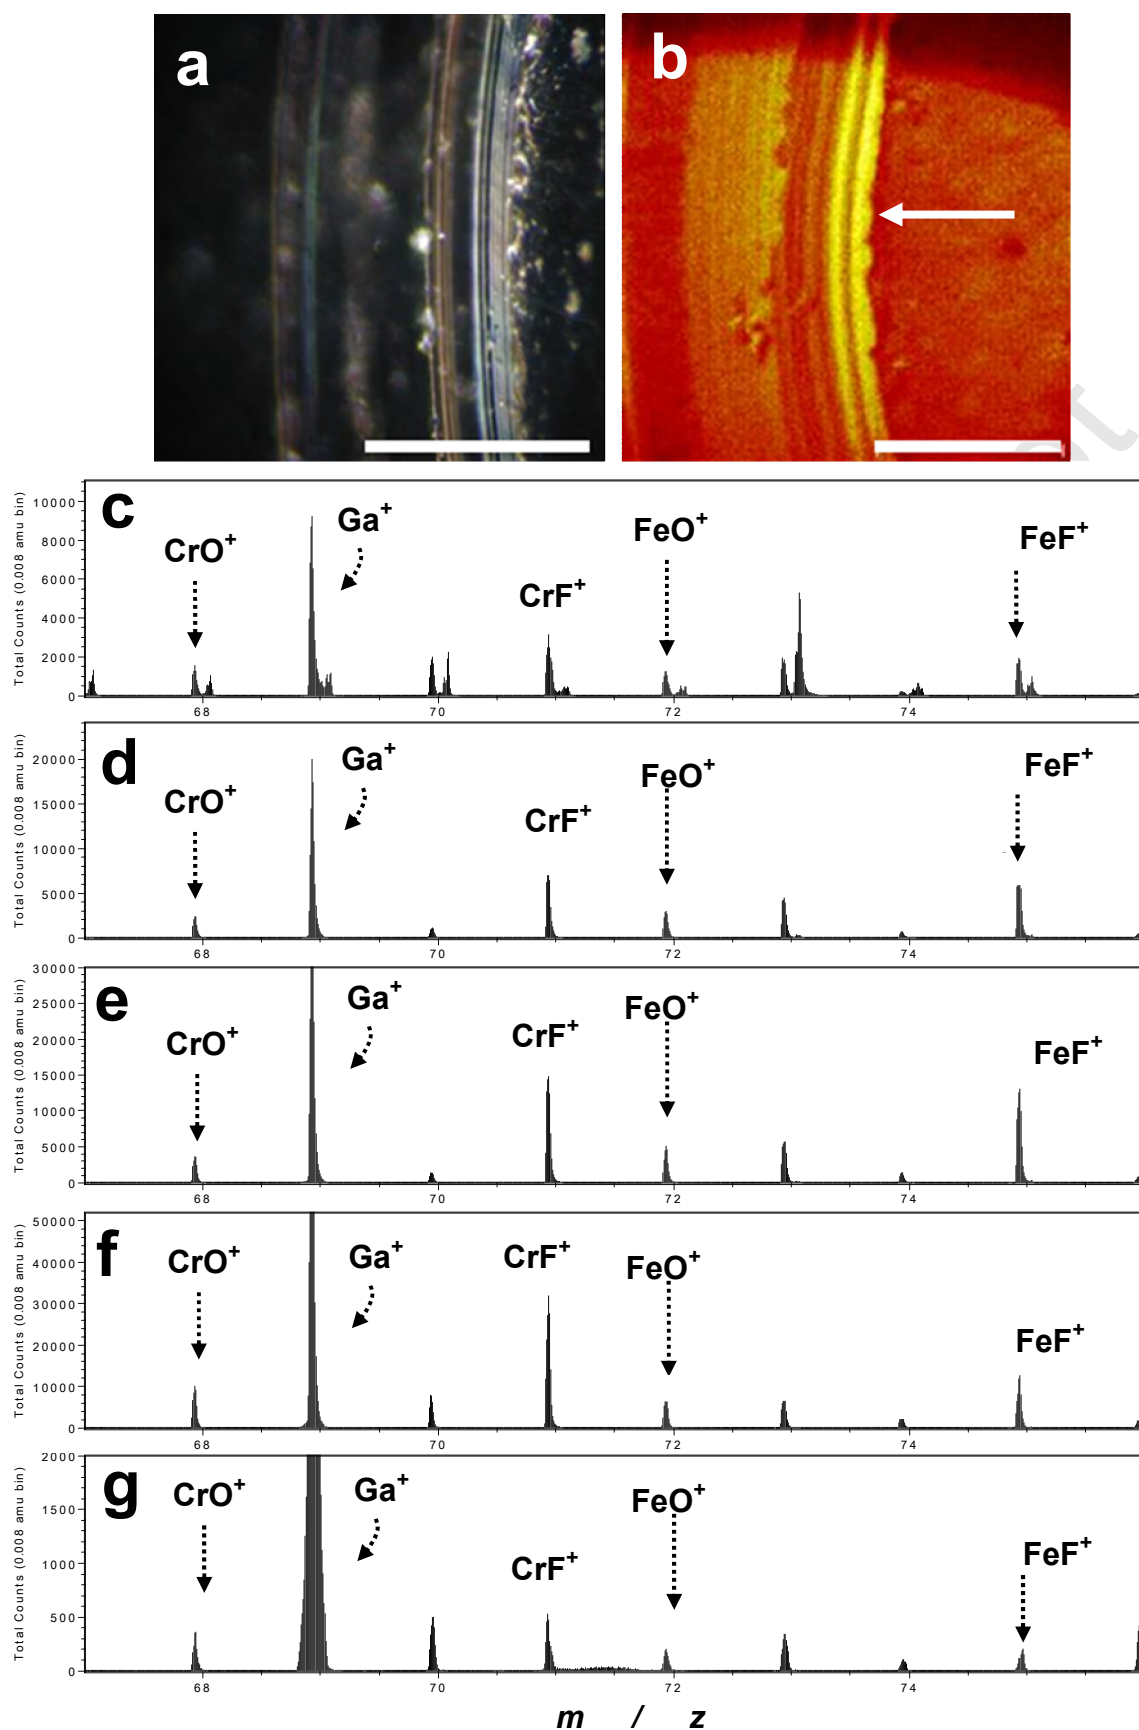 a
b
c
Total Counts (0.008 amu bin)
10000
8000
6000
4000
2000
0
CrO+
Ga+
CrF+
FeO+
FeF+
68
70
72
74
d
Total Counts (0.008 amu bin)
20000
15000
10000
5000
0
CrO+
Ga+
CrF+
FeO+
FeF+
68
70
72
74
e
Total Counts (0.008 amu bin)
30000
25000
20000
15000
10000
5000
0
CrO+
Ga+
CrF+
FeO+
FeF+
68
70
72
74
f
Total Counts (0.008 amu bin)
50000
40000
30000
20000
10000
0
CrO+
Ga+
CrF+
FeO+
FeF+
68
70
72
74
g
Total Counts (0.008 amu bin)
2000
1500
1000
500
0
CrO+
Ga+
CrF+
FeO+
FeF+
68
70
72
74
m / z